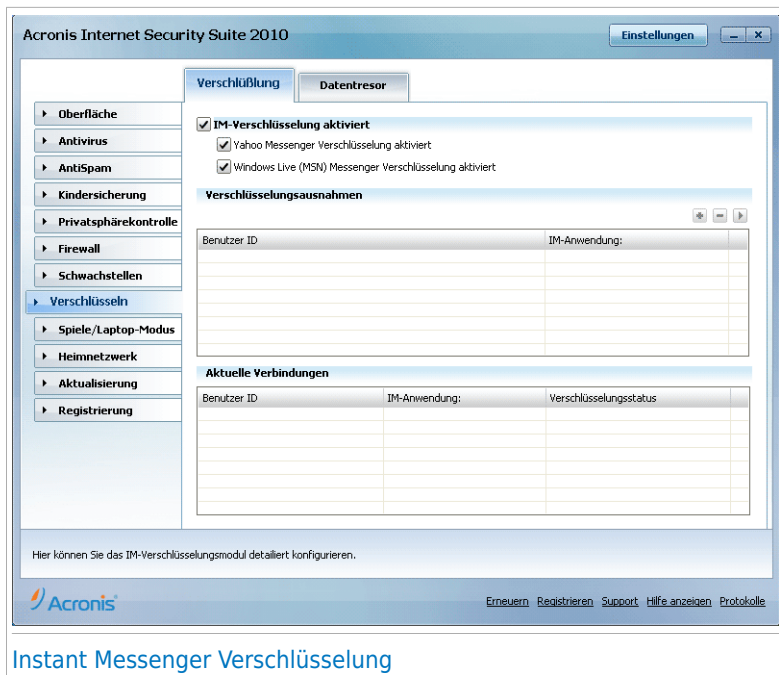 Acronis Internet Security Suite 2010
Einstellungen
Verschlüßlung
Datentresor
Oberfläche
Antivirus
AntiSpam
Kindersicherung
Privatsphärekontrolle
Firewall
Schwachstellen
Verschlüsseln
Spiele/Laptop-Modus
Heimnetzwerk
Aktualisierung
Registrierung
IM-Verschlüsselung aktiviert
Yahoo Messenger Verschlüsselung aktiviert
Windows Live (MSN) Messenger Verschlüsselung aktiviert
Verschlüsselungsausnahmen
Benutzer ID IM-Anwendung:
Aktuelle Verbindungen
Benutzer ID IM-Anwendung: Verschlüsselungsstatus
Hier können Sie das IM-Verschlüsselungsmodul detailiert konfigurieren.
Acronis
Erneuern Registrieren Support Hilfe anzeigen Protokolle
Instant Messenger Verschlüsselung